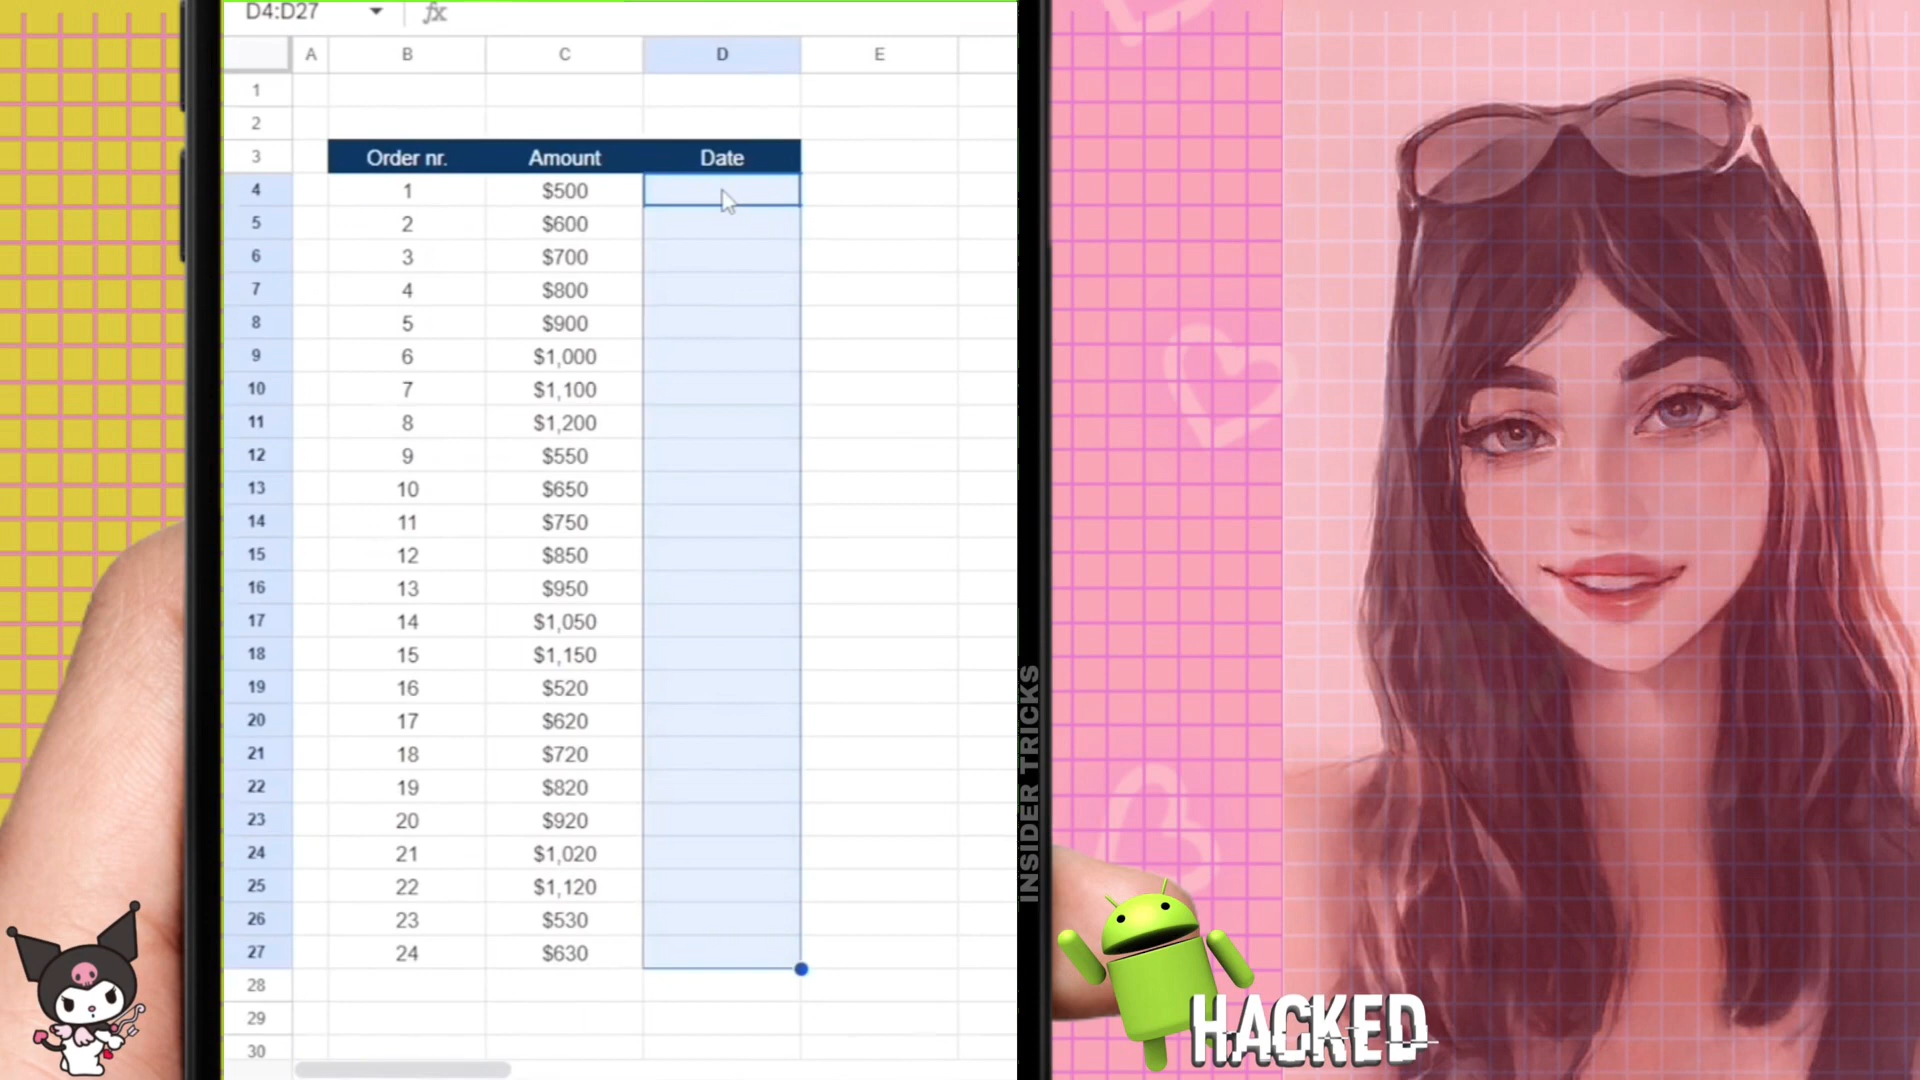 D4:D27 fx
A B C D E
1
2
3 Order nr. Amount Date
4 1 $500
5 2 $600
6 3 $700
7 4 $800
8 5 $900
9 6 $1,000
10 7 $1,100
11 8 $1,200
12 9 $550
13 10 $650
14 11 $750
15 12 $850
16 13 $950
17 14 $1,050
18 15 $1,150
19 16 $520
20 17 $620
21 18 $720
22 19 $820
23 20 $920
24 21 $1,020
25 22 $1,120
26 23 $530
27 24 $630
28
29
30
INSIDER TRICKS
HACKED